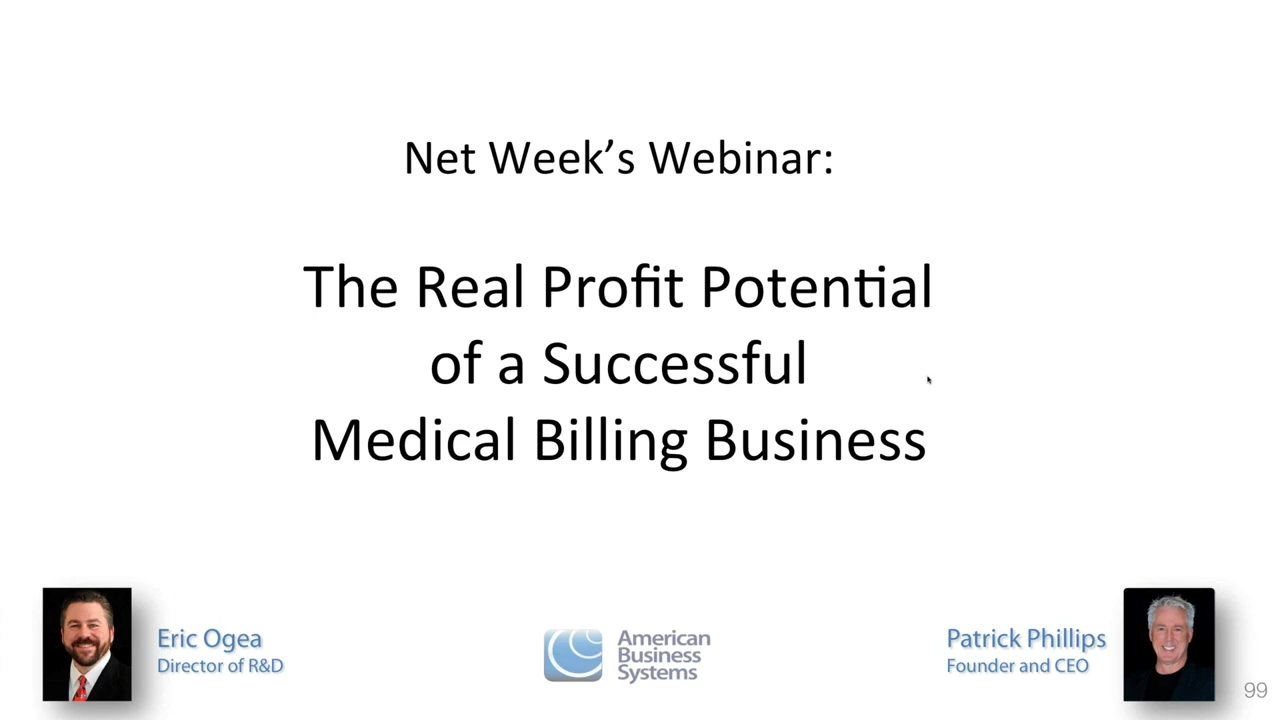 Net Week’s Webinar:
The Real Profit Potential
of a Successful
Medical Billing Business
Eric Ogea
Director of R&D
American
Business
Systems
Patrick Phillips
Founder and CEO
99